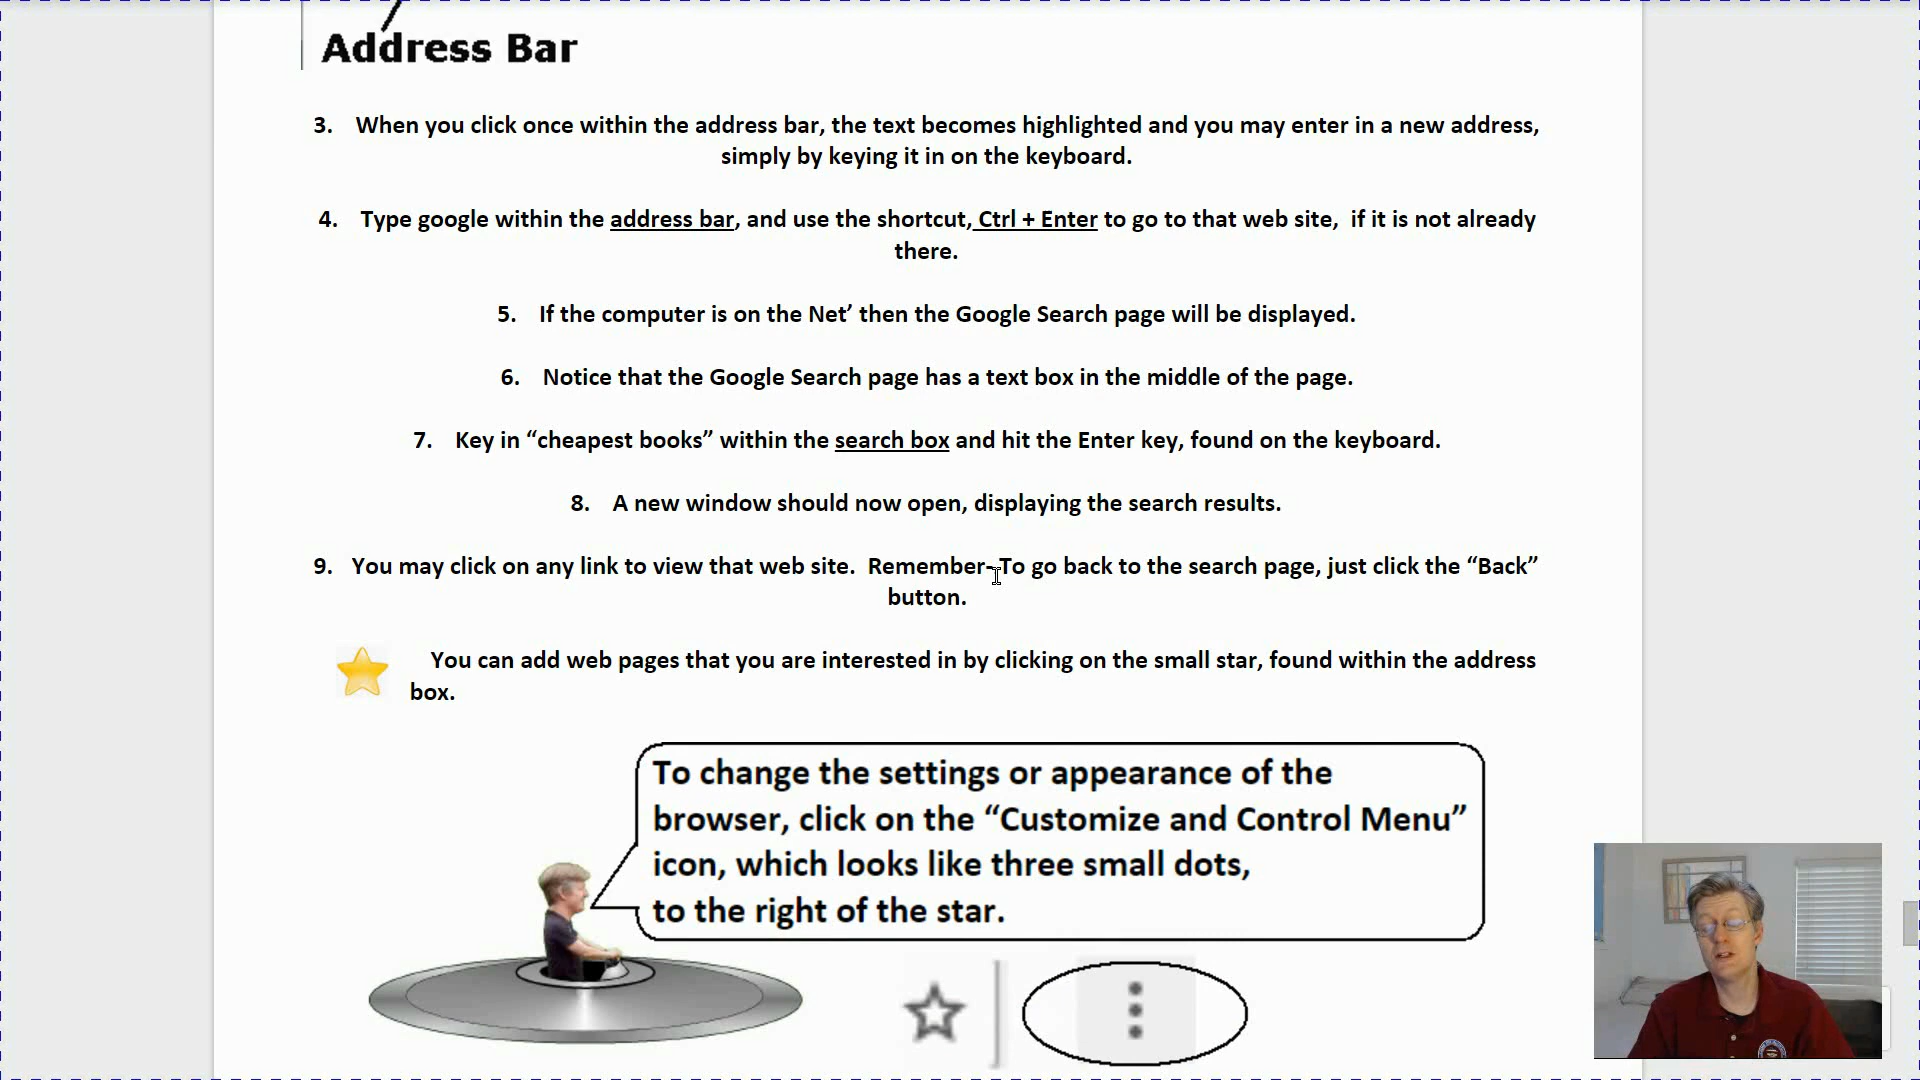 Address Bar
3. When you click once within the address bar, the text becomes highlighted and you may enter in a new address,
simply by keying it in on the keyboard.
4. Type google within the address bar, and use the shortcut, Ctrl + Enter to go to that web site, if it is not already
there.
5. If the computer is on the Net’ then the Google Search page will be displayed.
6. Notice that the Google Search page has a text box in the middle of the page.
7. Key in “cheapest books” within the search box and hit the Enter key, found on the keyboard.
8. A new window should now open, displaying the search results.
9. You may click on any link to view that web site. Remember- To go back to the search page, just click the “Back”
button.
You can add web pages that you are interested in by clicking on the small star, found within the address
box.
To change the settings or appearance of the
browser, click on the “Customize and Control Menu”
icon, which looks like three small dots,
to the right of the star.